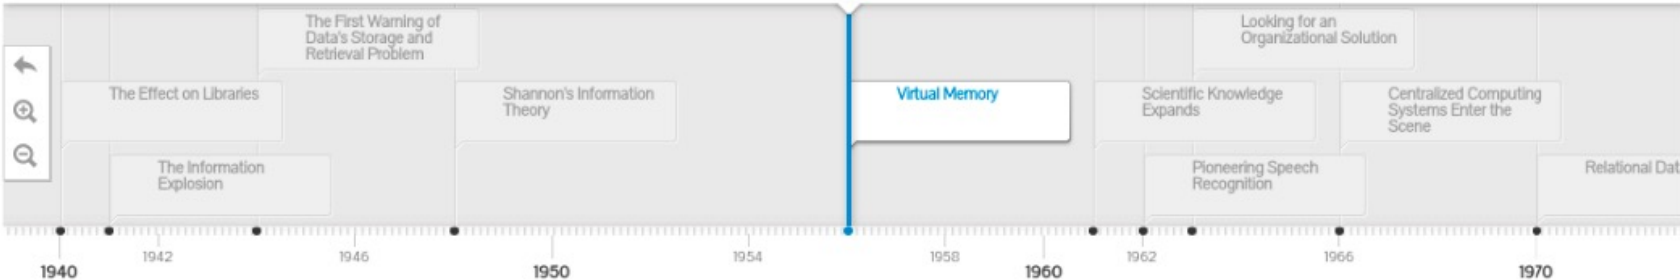 The First Warning of
Data's Storage and
Retrieval Problem
Looking for an
Organizational Solution
The Effect on Libraries
Shannon's Information
Theory
Virtual Memory
Scientific Knowledge
Expands
Centralized Computing
Systems Enter the
Scene
The Information
Explosion
Pioneering Speech
Recognition
Relational Dat
1942
1946
1954
1958
1962
1966
1940
1950
1960
1970